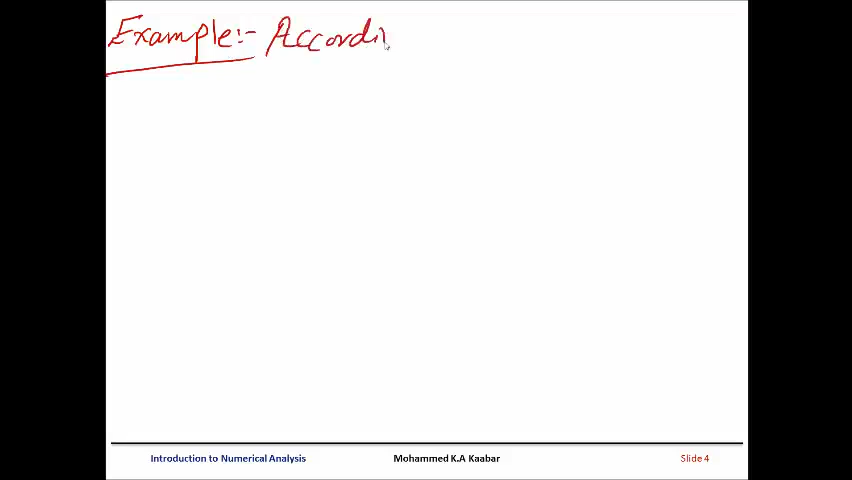 Example:- Accordi
Introduction to Numerical Analysis Mohammed K.A Kaabar Slide 4